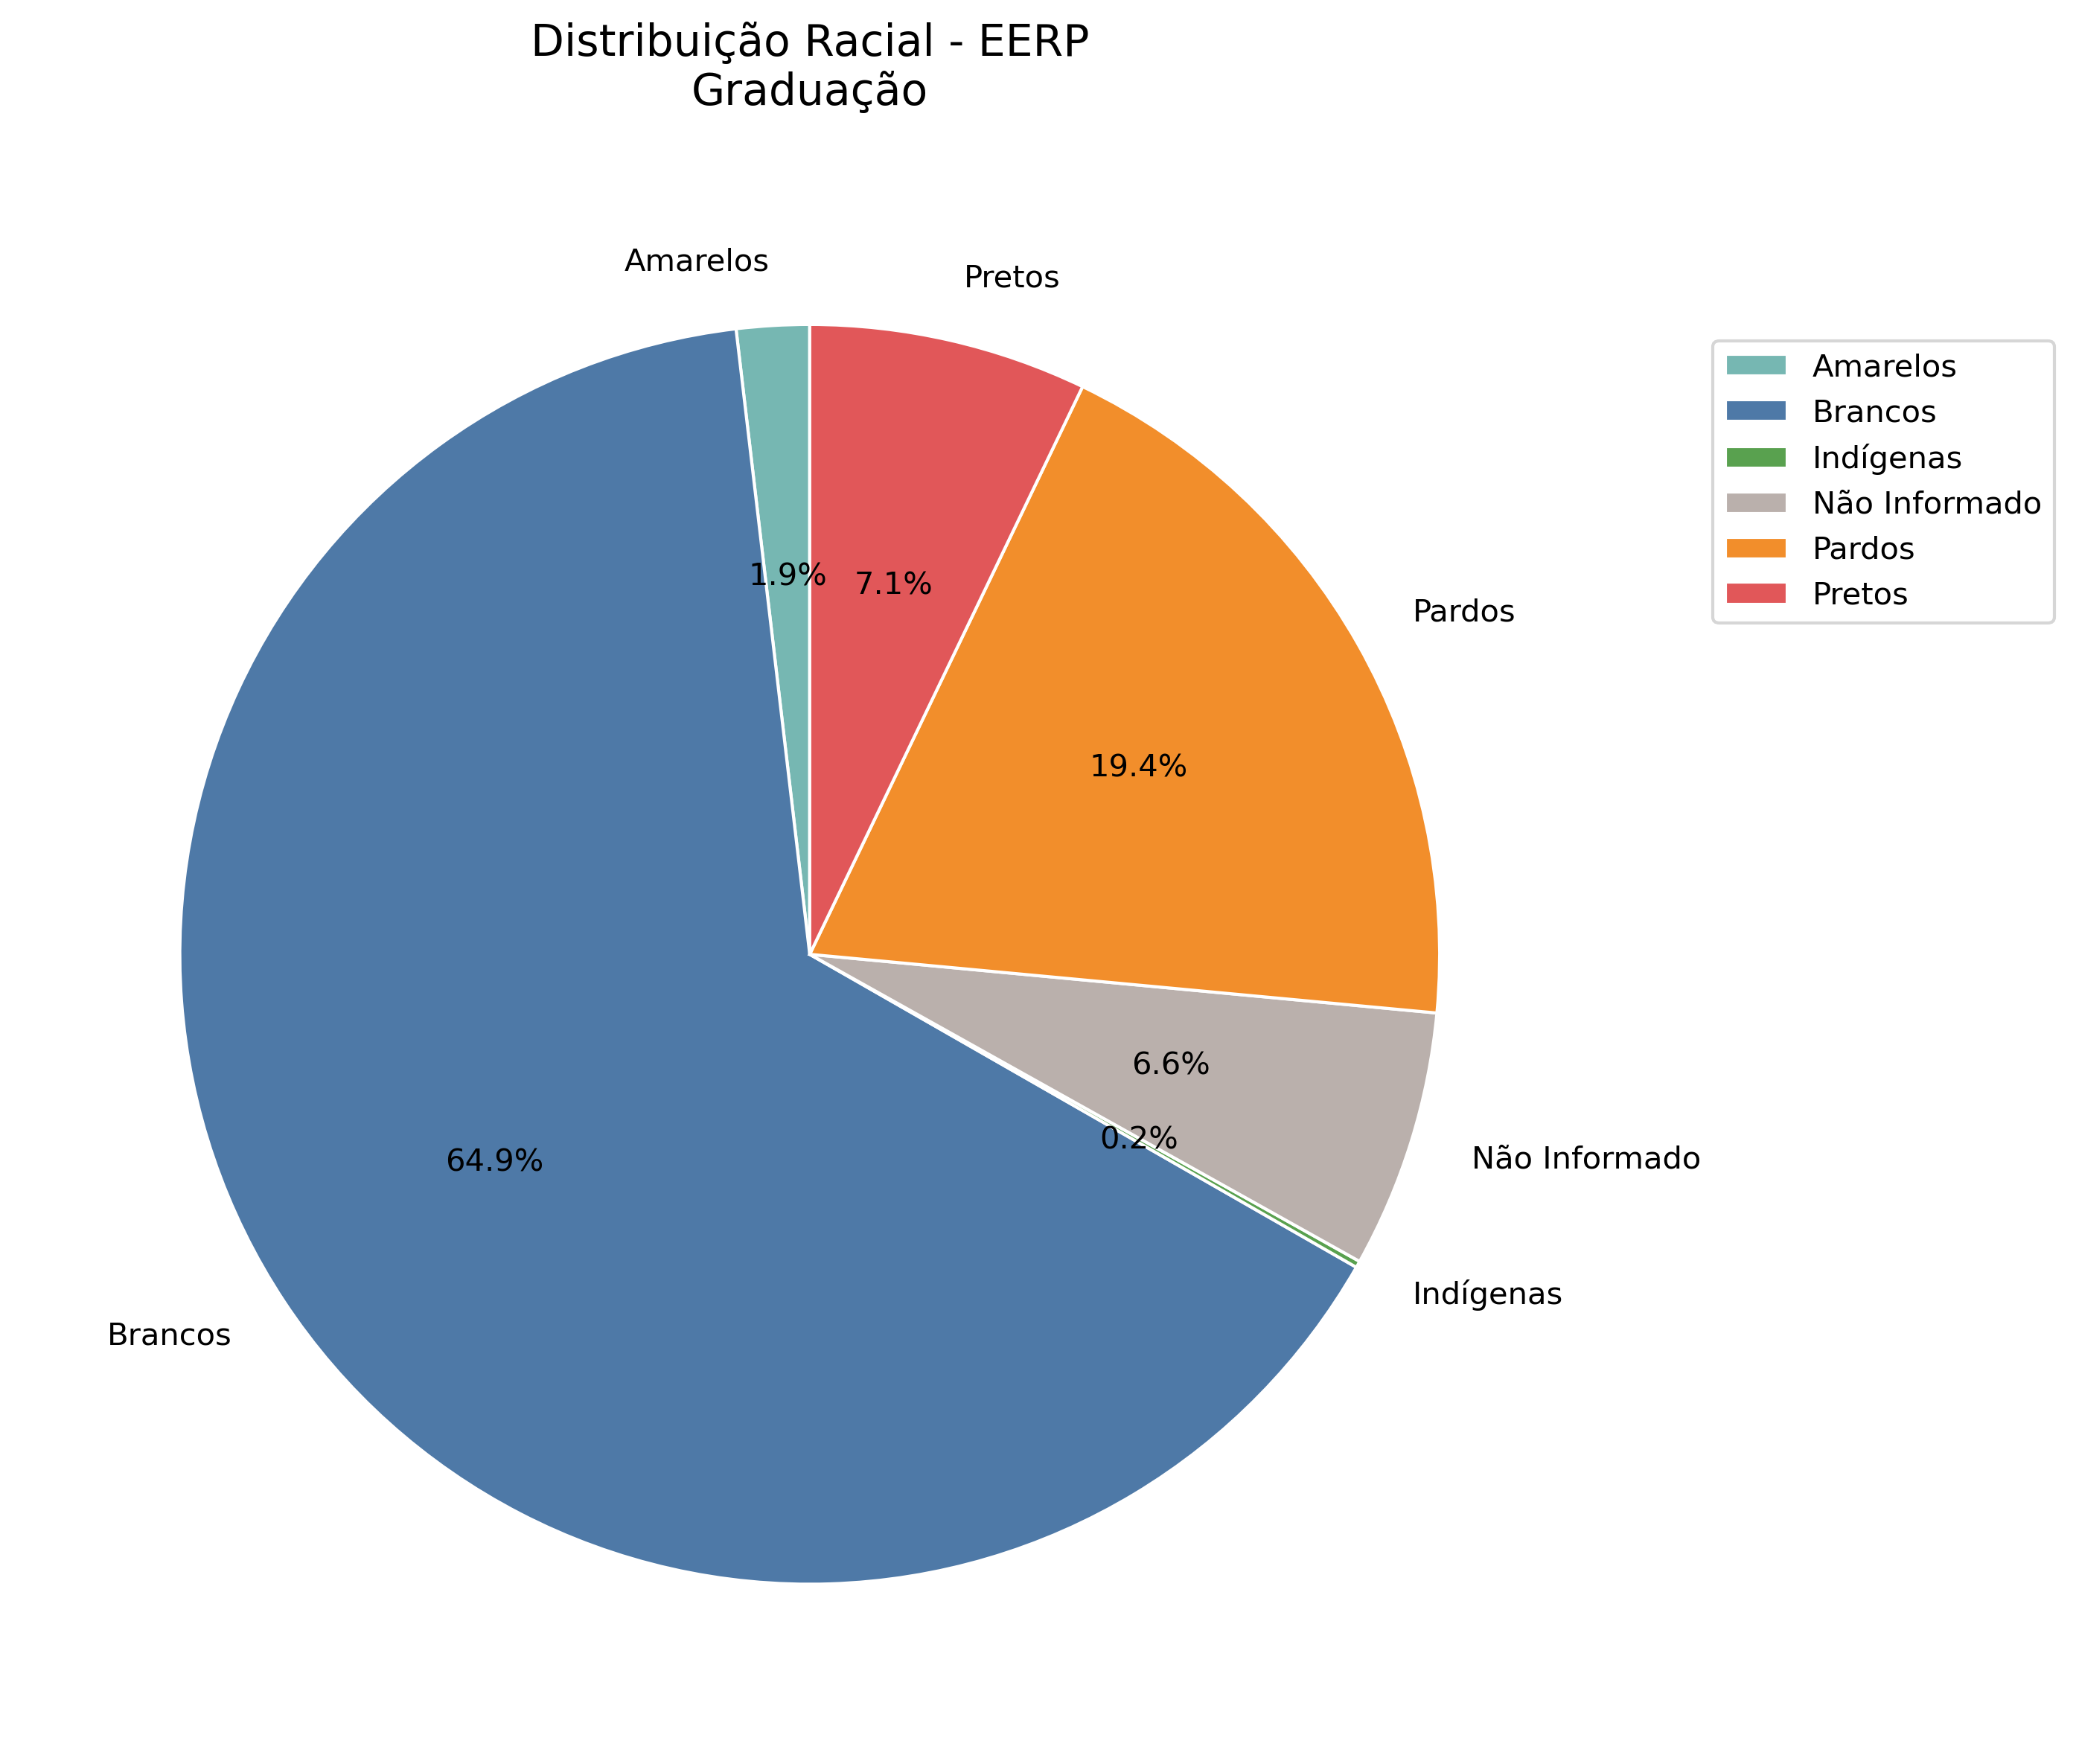 Distribuição Racial - EERP
Graduação
Amarelos
Pretos
Pardos
Não Informado
Indígenas
Brancos
1.9%
7.1%
19.4%
6.6%
0.2%
64.9%
Amarelos
Brancos
Indígenas
Não Informado
Pardos
Pretos